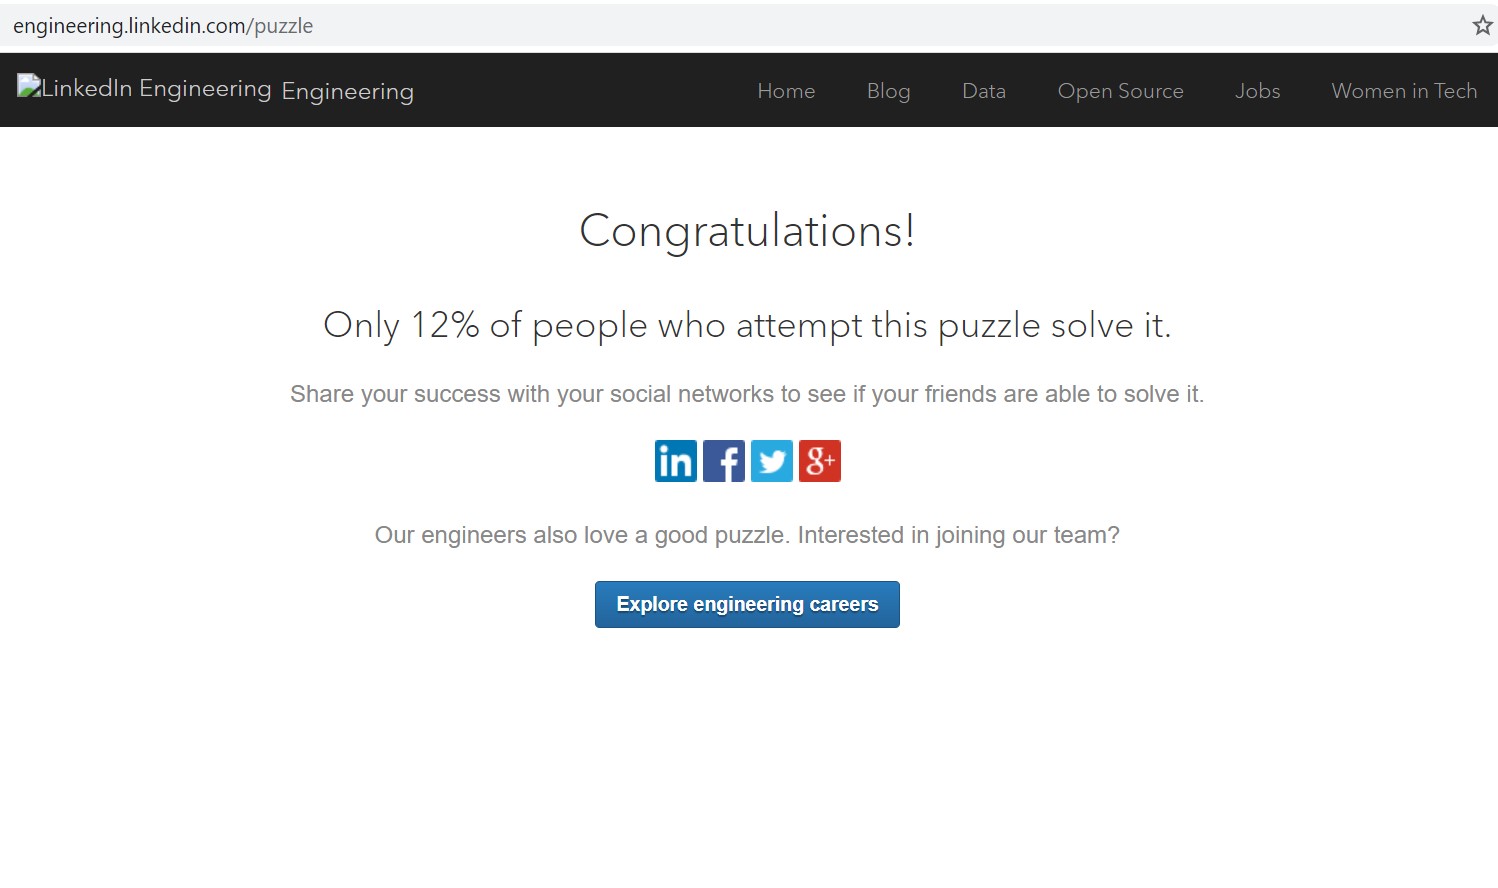 engineering.linkedin.com/puzzle
LinkedIn Engineering Engineering Home Blog Data Open Source Jobs Women in Tech
Congratulations!
Only 12% of people who attempt this puzzle solve it.
Share your success with your social networks to see if your friends are able to solve it.
in f g+
Our engineers also love a good puzzle. Interested in joining our team?
Explore engineering careers